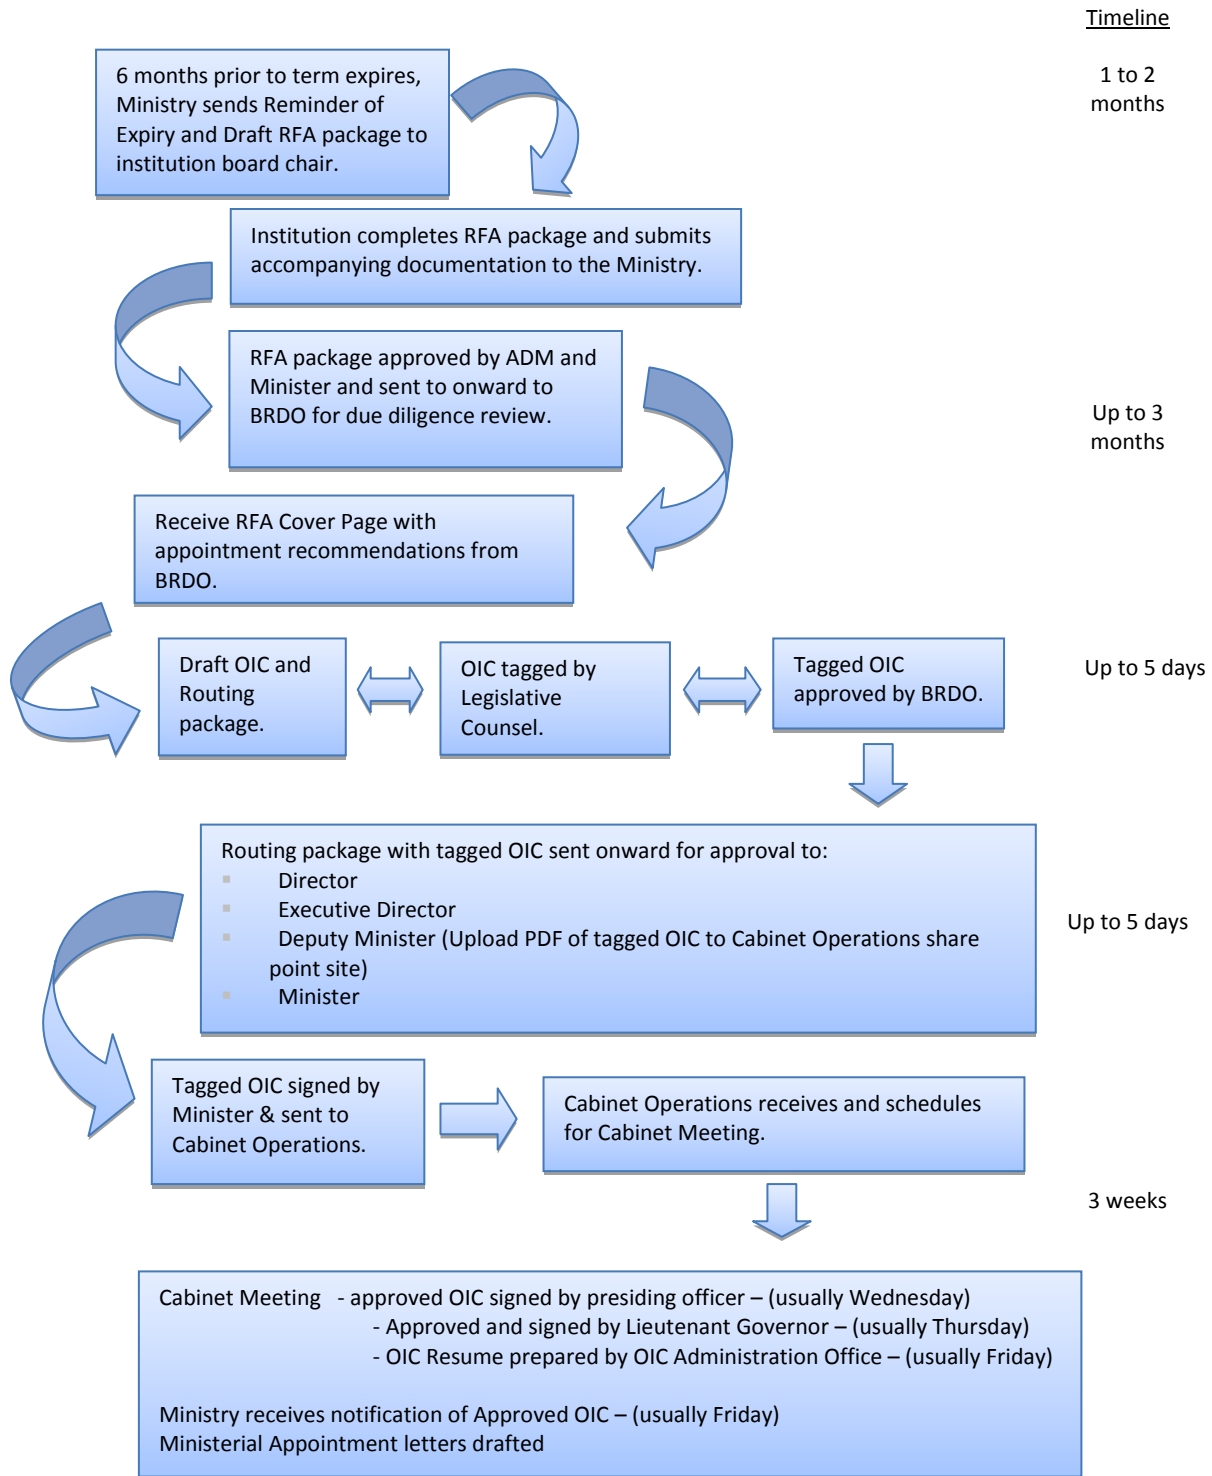 Timeline
6 months prior to term expires,
Ministry sends Reminder of
Expiry and Draft RFA package to
institution board chair.
1 to 2
months
Institution completes RFA package and submits
accompanying documentation to the Ministry.
RFA package approved by ADM and
Minister and sent to onward to
BRDO for due diligence review.
Up to 3
months
Receive RFA Cover Page with
appointment recommendations from
BRDO.
Draft OIC and
Routing
package.
OIC tagged by
Legislative
Counsel.
Tagged OIC
approved by BRDO.
Up to 5 days
Routing package with tagged OIC sent onward for approval to:
▪ Director
▪ Executive Director
▪ Deputy Minister (Upload PDF of tagged OIC to Cabinet Operations share
point site)
▪ Minister
Up to 5 days
Tagged OIC signed by
Minister & sent to
Cabinet Operations.
Cabinet Operations receives and schedules
for Cabinet Meeting.
3 weeks
Cabinet Meeting - approved OIC signed by presiding officer – (usually Wednesday)
- Approved and signed by Lieutenant Governor – (usually Thursday)
- OIC Resume prepared by OIC Administration Office – (usually Friday)
Ministry receives notification of Approved OIC – (usually Friday)
Ministerial Appointment letters drafted